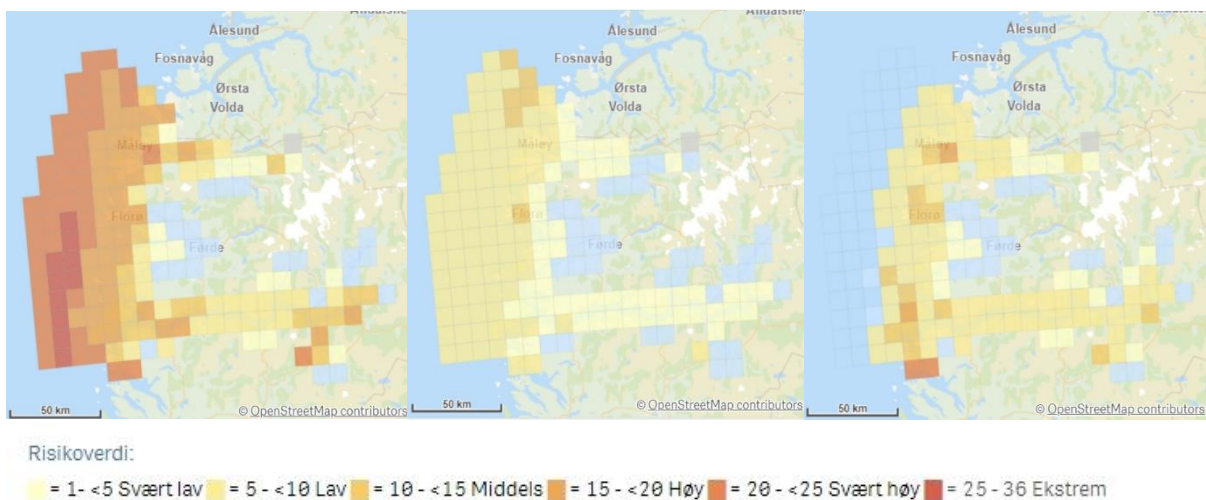 Ålesund
Fosnavåg
Ørsta
Volda
Måløy
Florø
Førde
50 km
© OpenStreetMap contributors
Ålesund
Fosnavåg
Ørsta
Volda
Måløy
Florø
Førde
50 km
© OpenStreetMap contributors
Ålesund
Fosnavåg
Ørsta
Volda
Måløy
Florø
Førde
50 km
© OpenStreetMap contributors
Risikoverdi:
= 1- <5 Svært lav = 5 - <10 Lav = 10 - <15 Middels = 15 - <20 Høy = 20 - <25 Svært høy = 25 - 36 Ekstrem